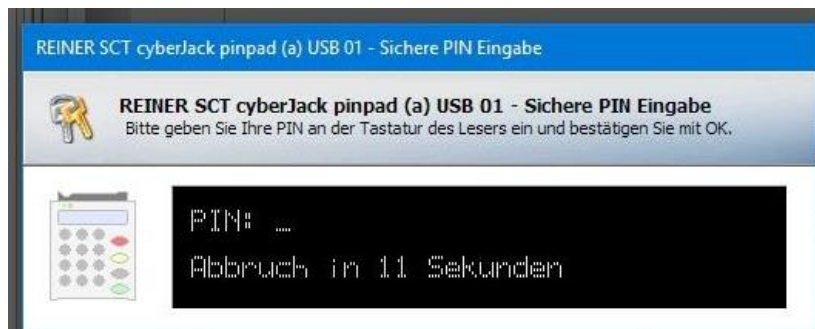 REINER SCT cyberJack pinpad (a) USB 01 - Sichere PIN Eingabe
REINER SCT cyberJack pinpad (a) USB 01 - Sichere PIN Eingabe
Bitte geben Sie Ihre PIN an der Tastatur des Lesers ein und bestätigen Sie mit OK.
PIN: _
Abbruch in 11 Sekunden